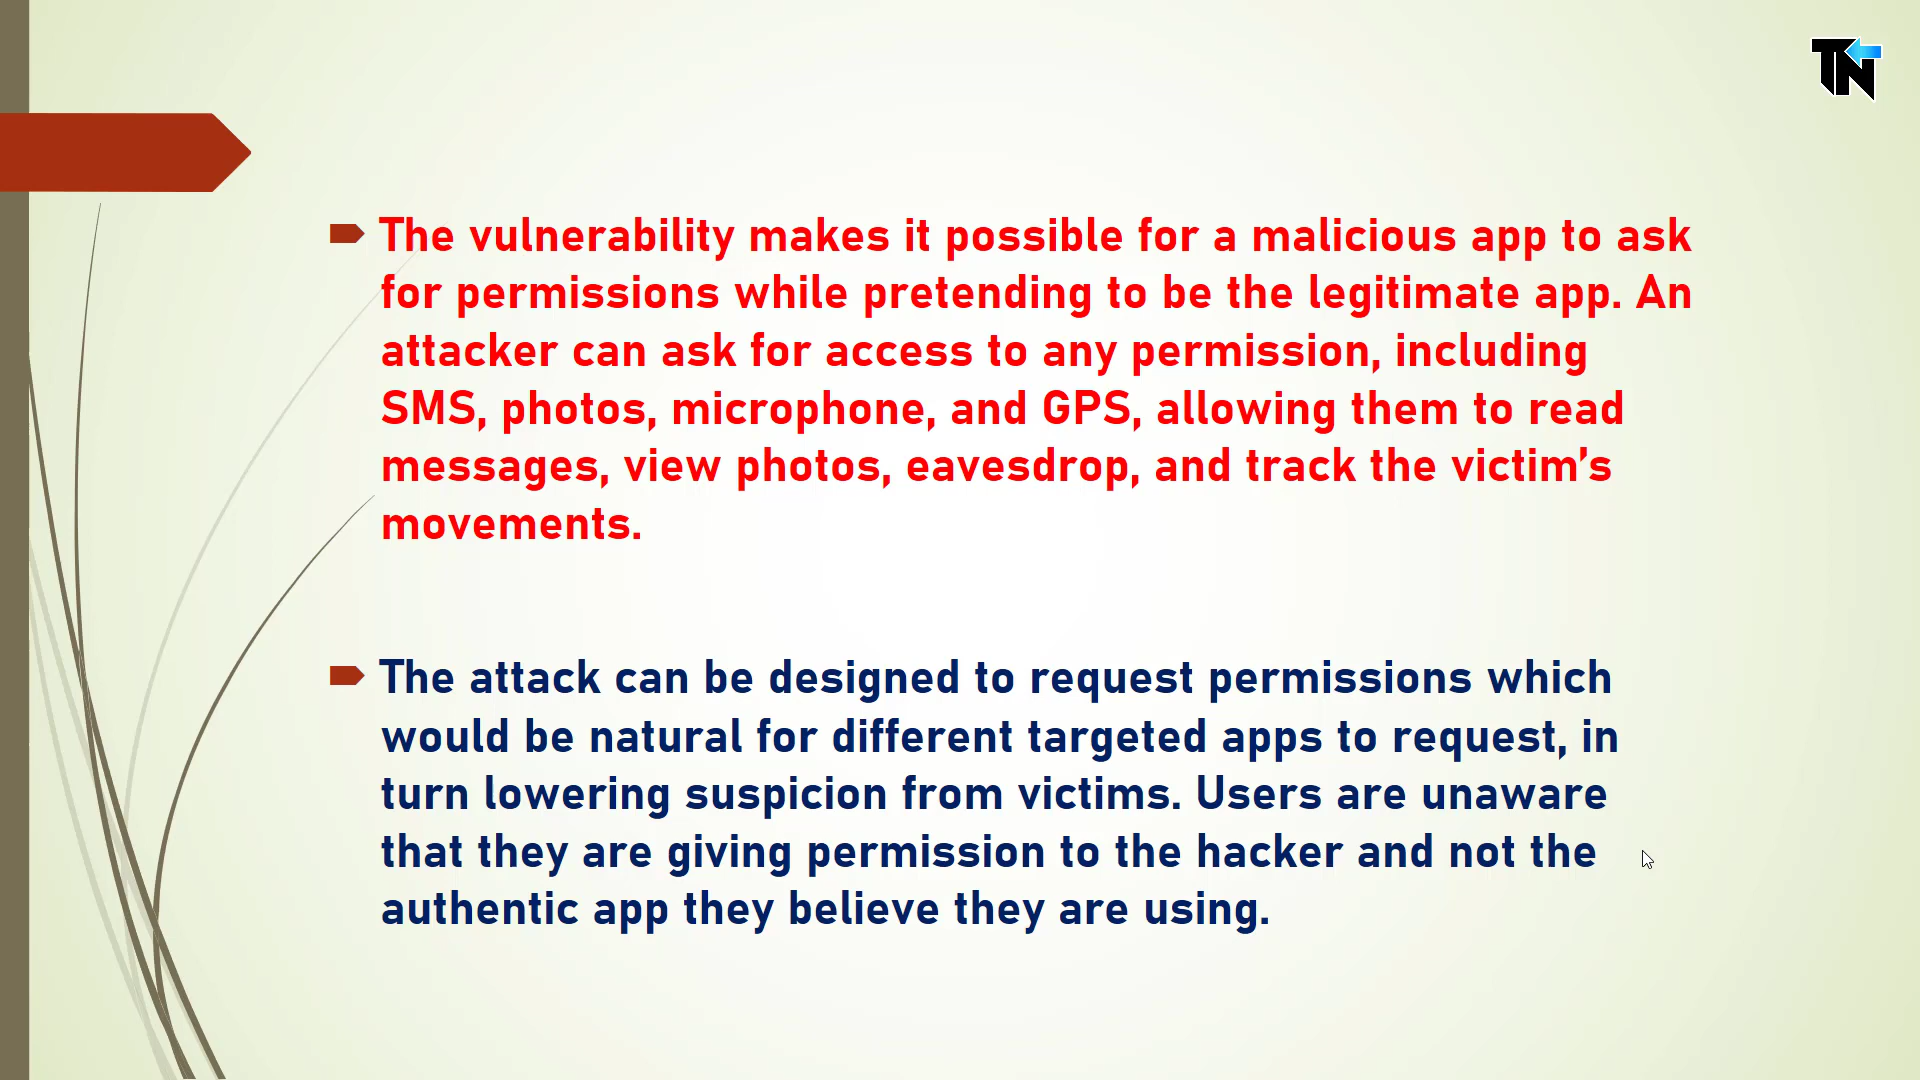 TN
The vulnerability makes it possible for a malicious app to ask
for permissions while pretending to be the legitimate app. An
attacker can ask for access to any permission, including
SMS, photos, microphone, and GPS, allowing them to read
messages, view photos, eavesdrop, and track the victim’s
movements.
The attack can be designed to request permissions which
would be natural for different targeted apps to request, in
turn lowering suspicion from victims. Users are unaware
that they are giving permission to the hacker and not the
authentic app they believe they are using.